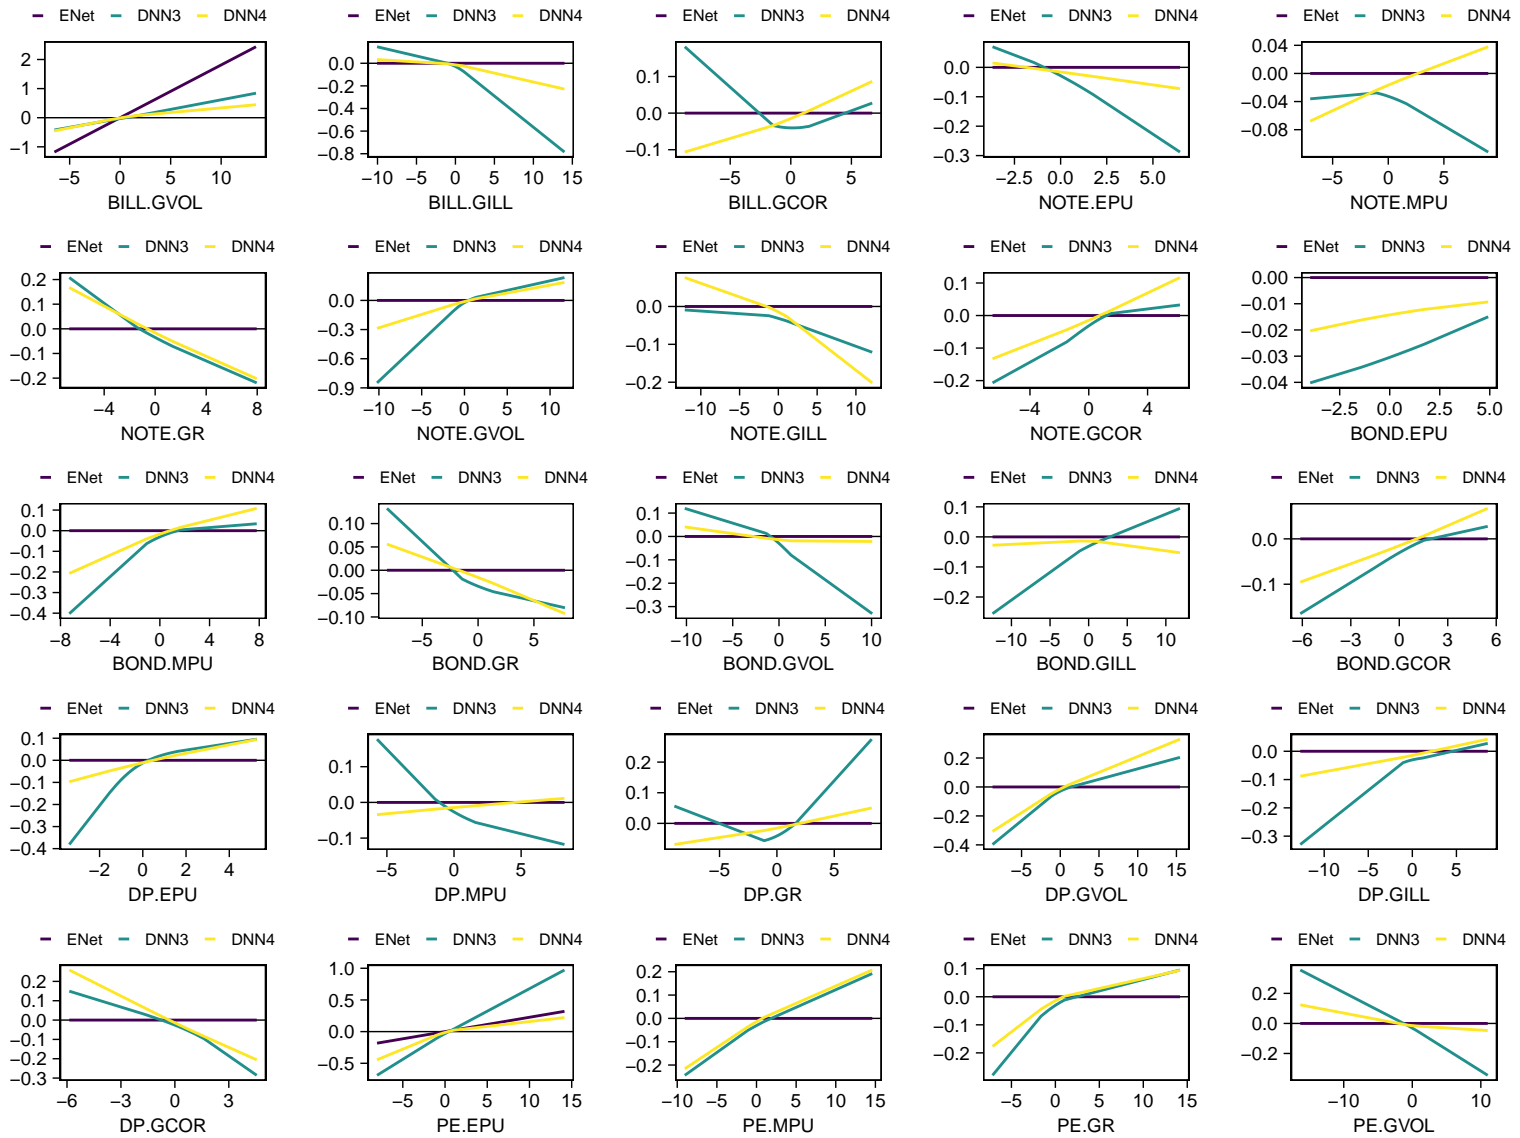 ENet DNN3 DNN4 ENet DNN3 DNN4 ENet DNN3 DNN4 ENet DNN3 DNN4 ENet DNN3 DNN4
2
1
0
−1
−5 0 5 10
BILL.GVOL
0.0
−0.2
−0.4
−0.6
−0.8
−10 −5 0 5 10 15
BILL.GILL
0.1
0.0
−0.1
−5 0 5
BILL.GCOR
0.0
−0.1
−0.2
−0.3
−2.5 0.0 2.5 5.0
NOTE.EPU
0.04
0.00
−0.04
−0.08
−5 0 5
NOTE.MPU
ENet DNN3 DNN4 ENet DNN3 DNN4 ENet DNN3 DNN4 ENet DNN3 DNN4 ENet DNN3 DNN4
0.2
0.1
0.0
−0.1
−0.2
−4 0 4 8
NOTE.GR
0.0
−0.3
−0.6
−0.9
−10 −5 0 5 10
NOTE.GVOL
0.0
−0.1
−0.2
−10 −5 0 5 10
NOTE.GILL
0.1
0.0
−0.1
−0.2
−4 0 4
NOTE.GCOR
0.00
−0.01
−0.02
−0.03
−0.04
−2.5 0.0 2.5 5.0
BOND.EPU
ENet DNN3 DNN4 ENet DNN3 DNN4 ENet DNN3 DNN4 ENet DNN3 DNN4 ENet DNN3 DNN4
0.1
0.0
−0.1
−0.2
−0.3
−0.4
−8 −4 0 4 8
BOND.MPU
0.10
0.05
0.00
−0.05
−0.10
−5 0 5
BOND.GR
0.1
0.0
−0.1
−0.2
−0.3
−10 −5 0 5 10
BOND.GVOL
0.1
0.0
−0.1
−0.2
−10 −5 0 5 10
BOND.GILL
0.0
−0.1
−6 −3 0 3 6
BOND.GCOR
ENet DNN3 DNN4 ENet DNN3 DNN4 ENet DNN3 DNN4 ENet DNN3 DNN4 ENet DNN3 DNN4
0.1
0.0
−0.1
−0.2
−0.3
−0.4
−2 0 2 4
DP.EPU
0.1
0.0
−0.1
−5 0 5
DP.MPU
0.2
0.1
0.0
−5 0 5
DP.GR
0.2
0.0
−0.2
−0.4
−5 0 5 10 15
DP.GVOL
0.0
−0.1
−0.2
−0.3
−10 −5 0 5
DP.GILL
ENet DNN3 DNN4 ENet DNN3 DNN4 ENet DNN3 DNN4 ENet DNN3 DNN4 ENet DNN3 DNN4
0.2
0.1
0.0
−0.1
−0.2
−0.3
−6 −3 0 3
DP.GCOR
1.0
0.5
0.0
−0.5
−5 0 5 10 15
PE.EPU
0.2
0.1
0.0
−0.1
−0.2
−10 −5 0 5 10 15
PE.MPU
0.1
0.0
−0.1
−0.2
−5 0 5 10 15
PE.GR
0.2
0.0
−0.2
−10 0 10
PE.GVOL